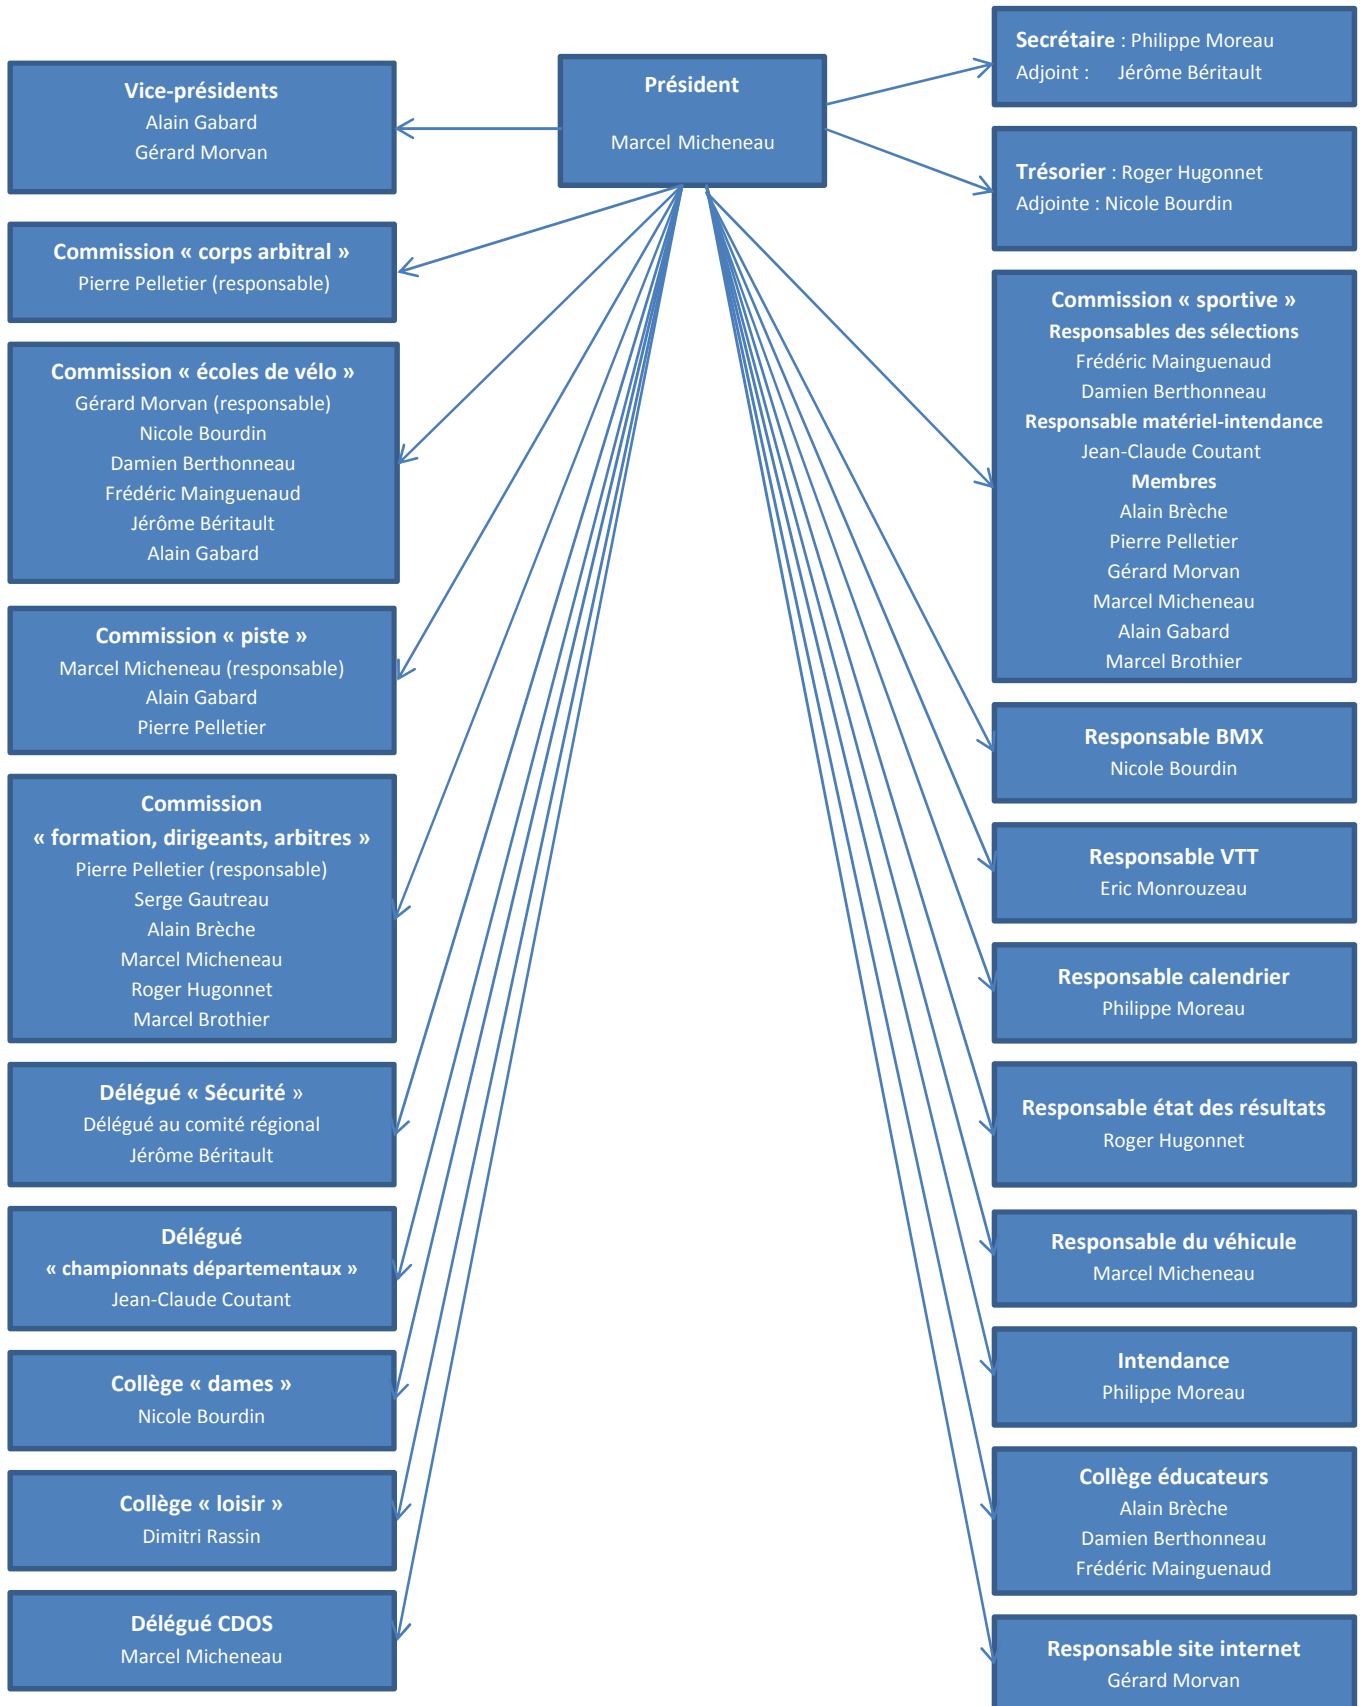 Président
Marcel Micheneau
Vice-présidents
Alain Gabard
Gérard Morvan
Commission « corps arbitral »
Pierre Pelletier (responsable)
Commission « écoles de vélo »
Gérard Morvan (responsable)
Nicole Bourdin
Damien Berthonneau
Frédéric Mainguenaud
Jérôme Béritault
Alain Gabard
Commission « piste »
Marcel Micheneau (responsable)
Alain Gabard
Pierre Pelletier
Commission
« formation, dirigeants, arbitres »
Pierre Pelletier (responsable)
Serge Gautreau
Alain Brèche
Marcel Micheneau
Roger Hugonnet
Marcel Brothier
Délégué « Sécurité »
Délégué au comité régional
Jérôme Béritault
Délégué
« championnats départementaux »
Jean-Claude Coutant
Collège « dames »
Nicole Bourdin
Collège « loisir »
Dimitri Rassin
Délégué CDOS
Marcel Micheneau
Secrétaire : Philippe Moreau
Adjoint : Jérôme Béritault
Trésorier : Roger Hugonnet
Adjointe : Nicole Bourdin
Commission « sportive »
Responsables des sélections
Frédéric Mainguenaud
Damien Berthonneau
Responsable matériel-intendance
Jean-Claude Coutant
Membres
Alain Brèche
Pierre Pelletier
Gérard Morvan
Marcel Micheneau
Alain Gabard
Marcel Brothier
Responsable BMX
Nicole Bourdin
Responsable VTT
Eric Monrouzeau
Responsable calendrier
Philippe Moreau
Responsable état des résultats
Roger Hugonnet
Responsable du véhicule
Marcel Micheneau
Intendance
Philippe Moreau
Collège éducateurs
Alain Brèche
Damien Berthonneau
Frédéric Mainguenaud
Responsable site internet
Gérard Morvan